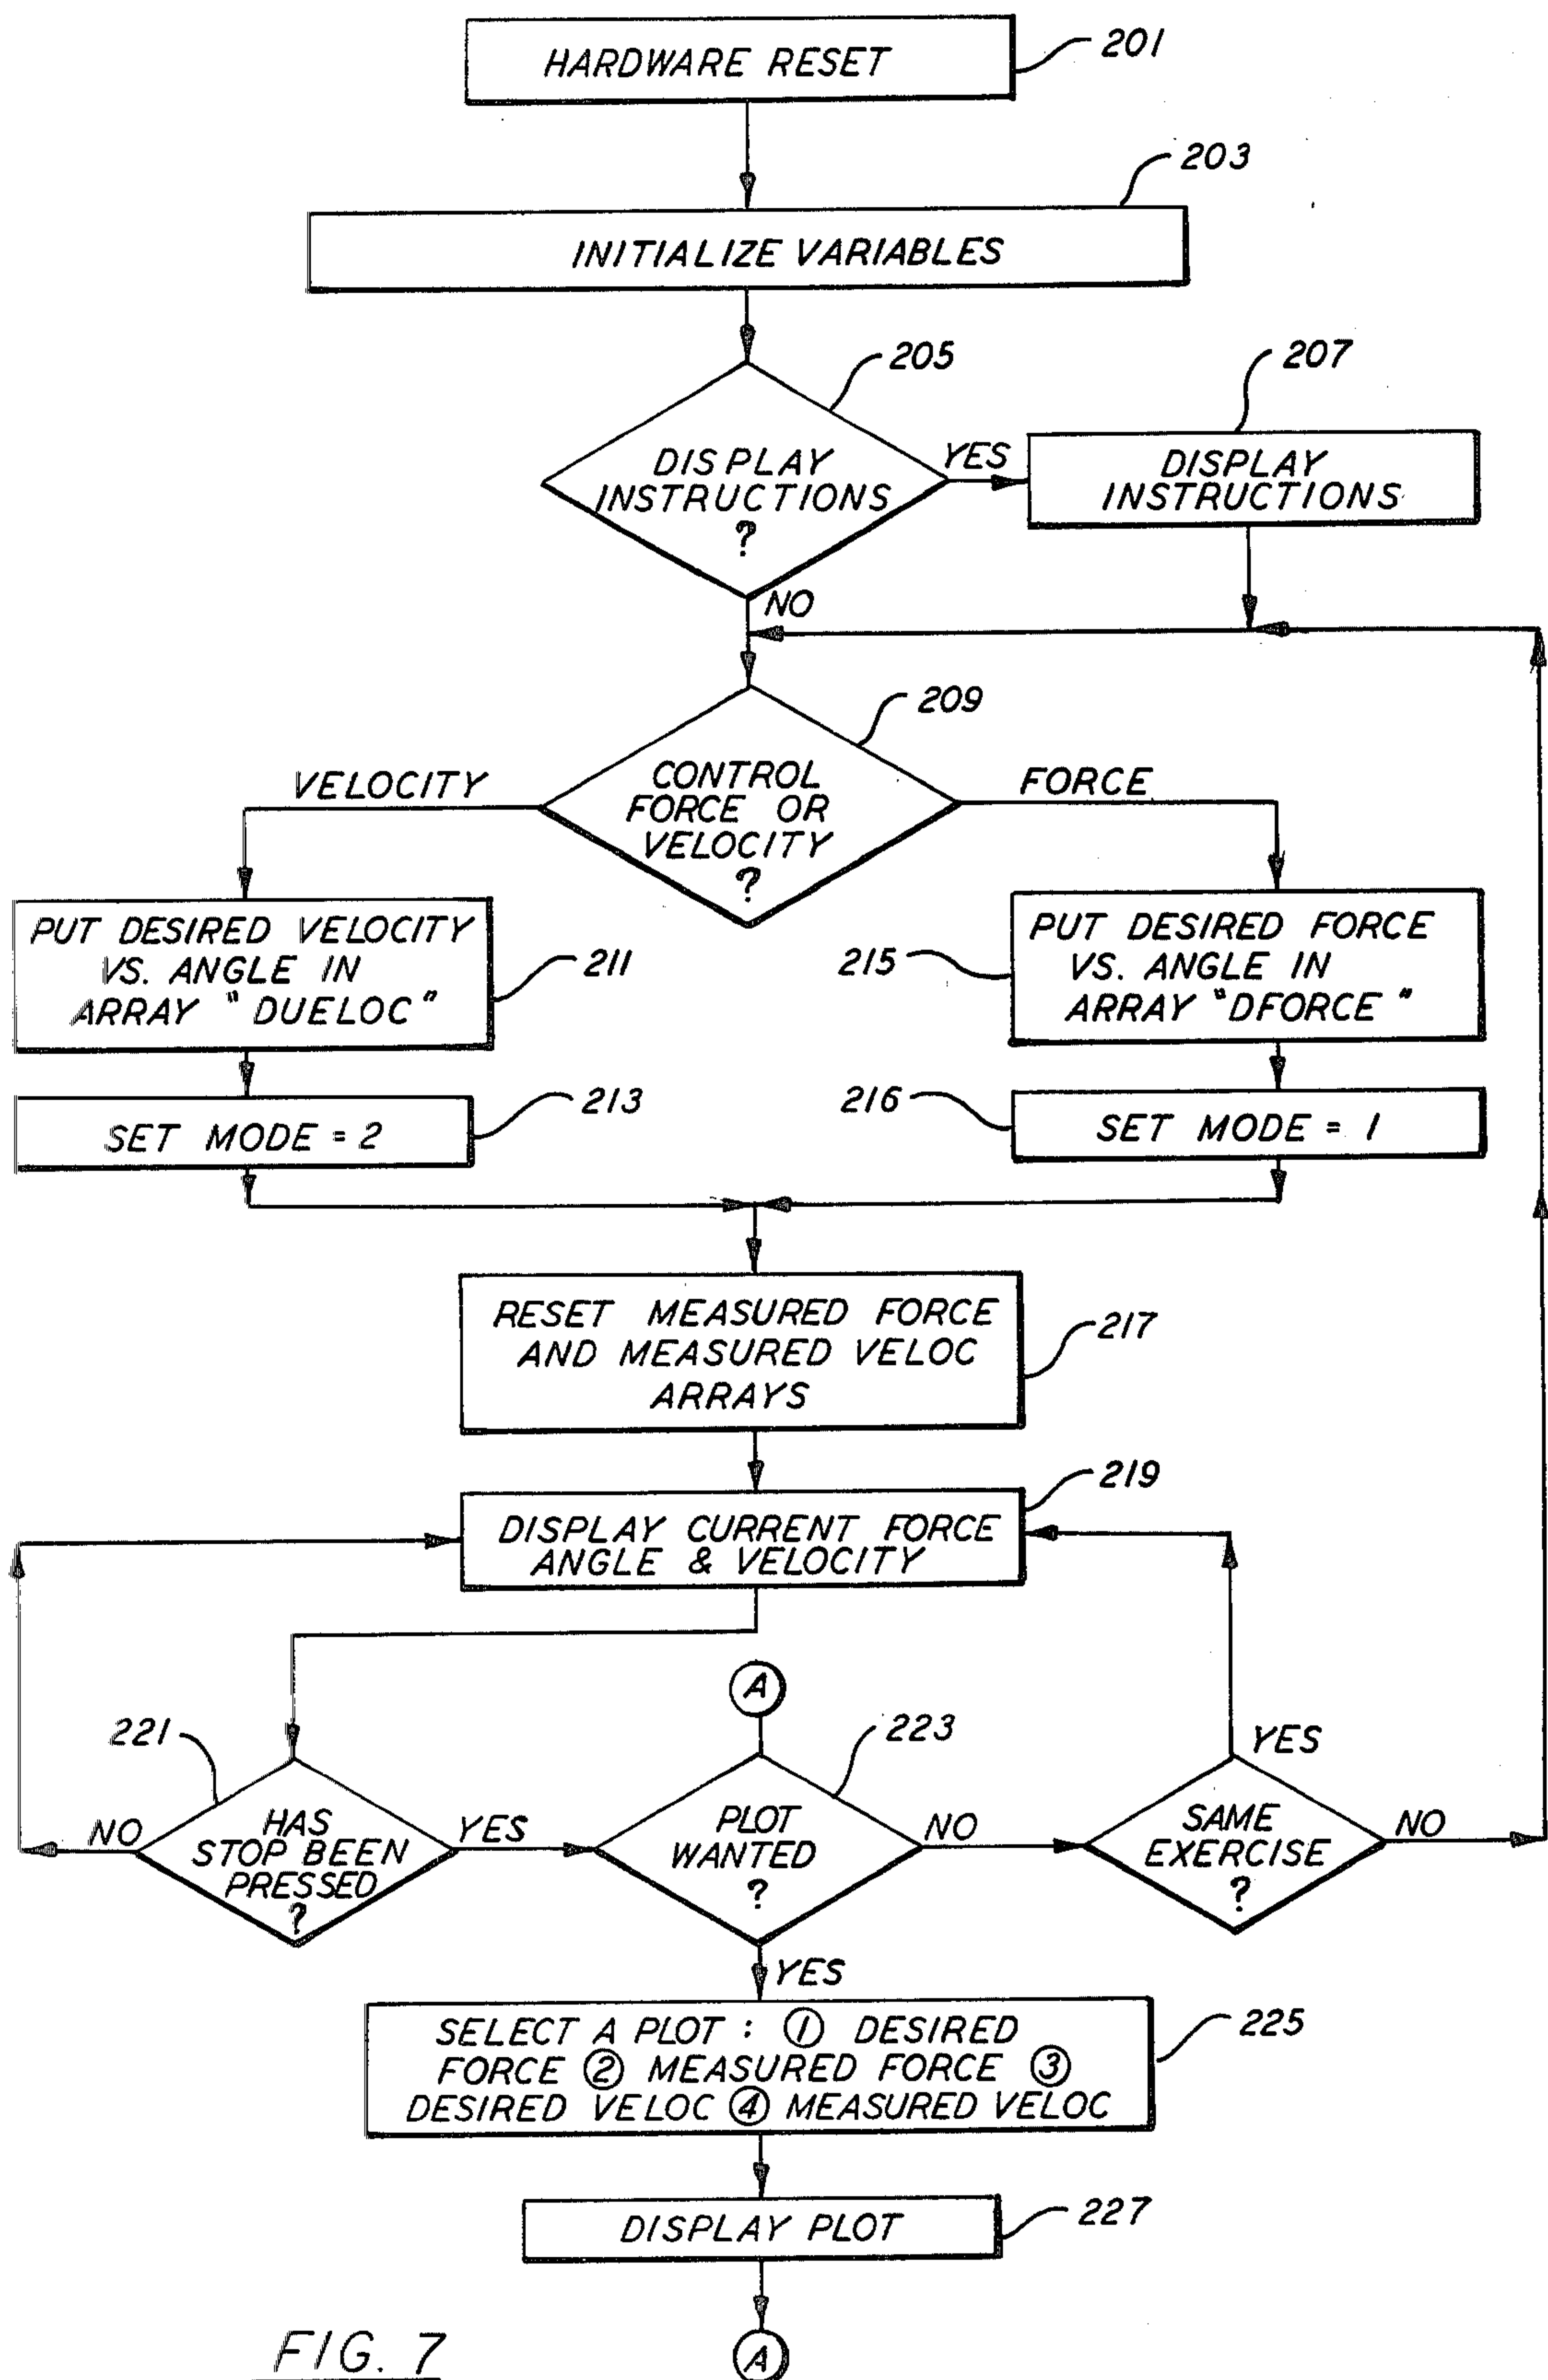 HARDWARE RESET
201
203
INITIALIZE VARIABLES
205
207
DISPLAY
INSTRUCTIONS
?
YES
DISPLAY
INSTRUCTIONS
NO
209
VELOCITY
CONTROL
FORCE OR
VELOCITY
?
FORCE
PUT DESIRED VELOCITY
VS. ANGLE IN
ARRAY "DUELOC"
211
215
PUT DESIRED FORCE
VS. ANGLE IN
ARRAY "DFORCE"
SET MODE = 2
213
216
SET MODE = 1
RESET MEASURED FORCE
AND MEASURED VELOC
ARRAYS
217
219
DISPLAY CURRENT FORCE
ANGLE & VELOCITY
A
221
223
YES
NO
HAS
STOP BEEN
PRESSED
?
YES
PLOT
WANTED
?
NO
SAME
EXERCISE
?
NO
YES
SELECT A PLOT : ① DESIRED
FORCE ② MEASURED FORCE ③
DESIRED VELOC ④ MEASURED VELOC
225
DISPLAY PLOT
227
A
FIG. 7